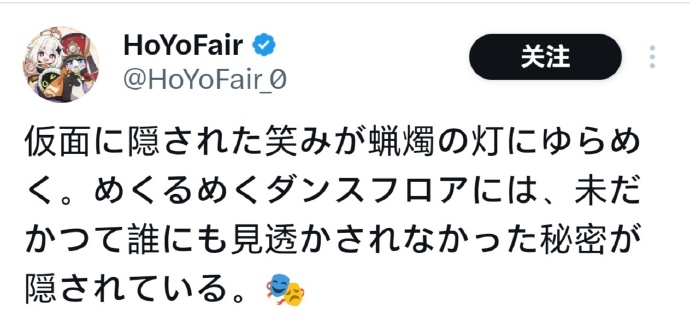 HoYoFair
@HoYoFair_0
关注
仮面に隠された笑みが蝋燭の灯にゆらめ
く。めくるめくダンスフロアには、未だ
かつて誰にも見透かされなかった秘密が
隠されている。🎭